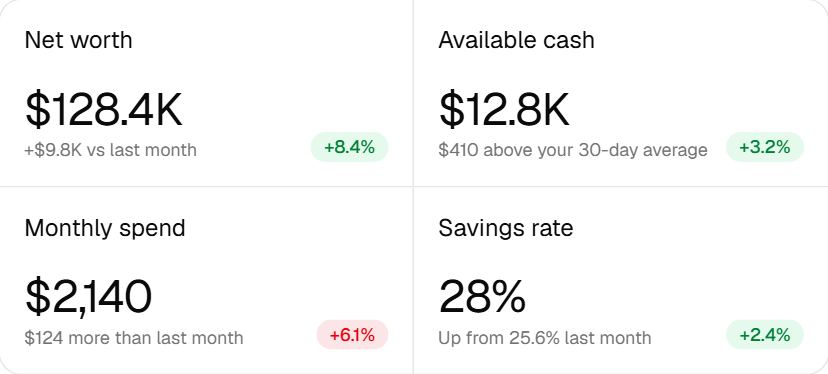 Net worth
$128.4K
+$9.8K vs last month
+8.4%
Available cash
$12.8K
$410 above your 30-day average
+3.2%
Monthly spend
$2,140
$124 more than last month
+6.1%
Savings rate
28%
Up from 25.6% last month
+2.4%